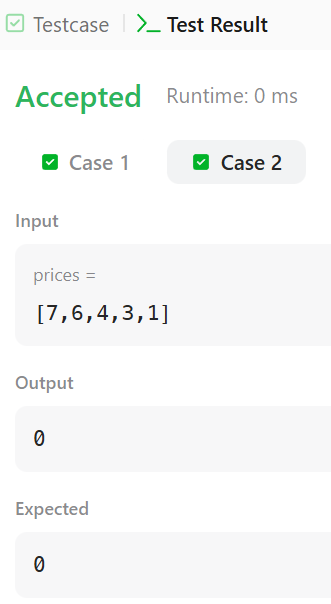 Testcase | Test Result
Accepted Runtime: 0 ms
Case 1 Case 2
Input
prices =
[7,6,4,3,1]
Output
0
Expected
0